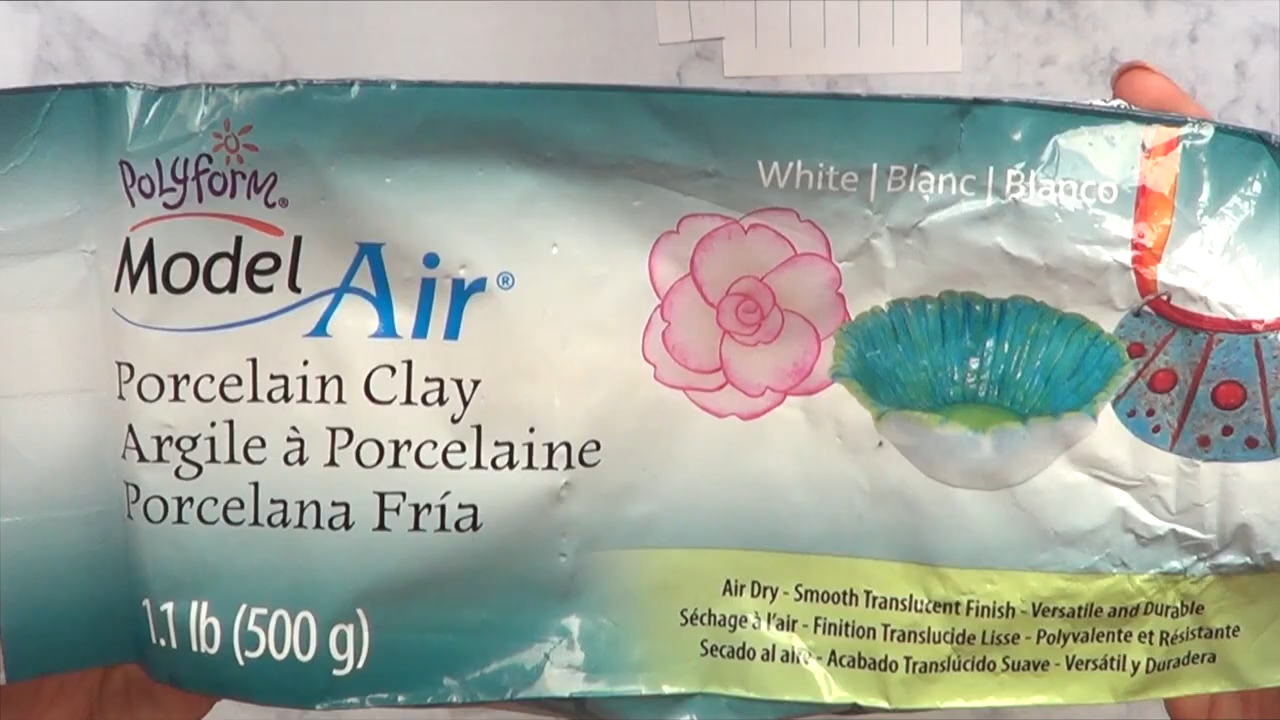 Polyform®
Model Air®
Porcelain Clay
Argile à Porcelaine
Porcelana Fría
1.1 lb (500 g)
White | Blanc | Blanco
Air Dry - Smooth Translucent Finish - Versatile and Durable
Séchage à l'air - Finition Translucide Lisse - Polyvalente et Résistante
Secado al aire - Acabado Translúcido Suave - Versátil y Duradera